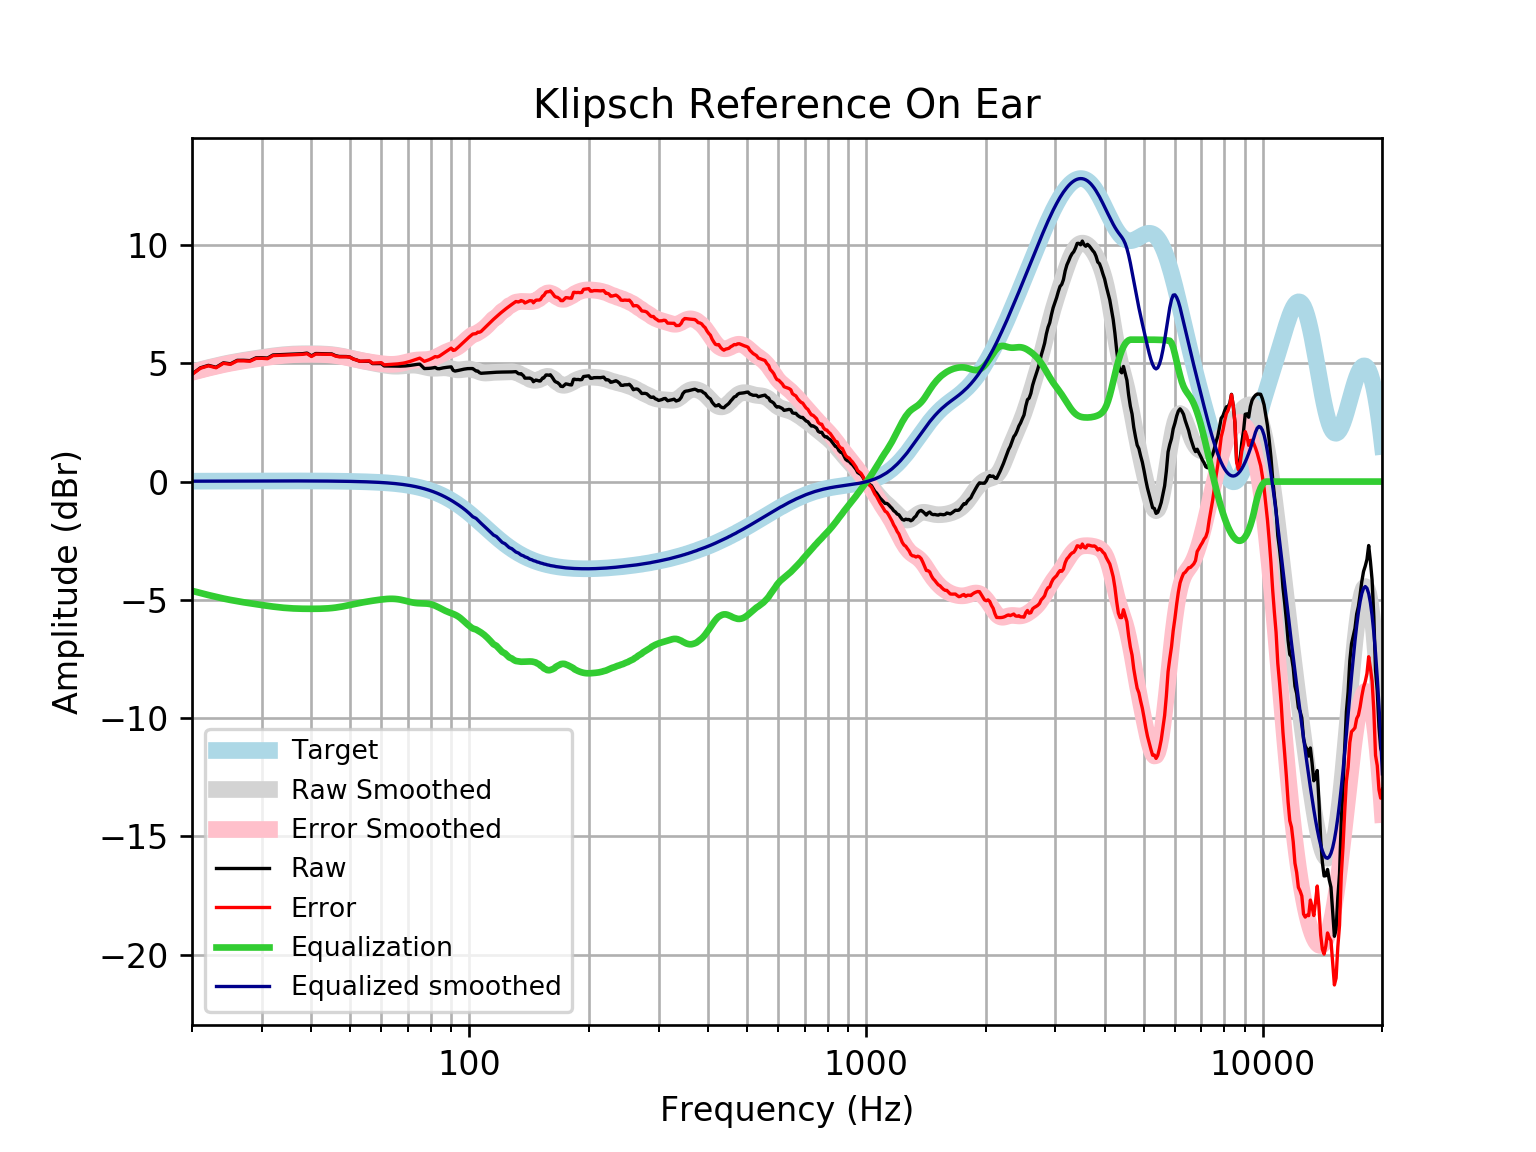 Klipsch Reference On Ear
Amplitude (dBr)
10
5
0
−5
−10
−15
−20
Target
Raw Smoothed
Error Smoothed
Raw
Error
Equalization
Equalized smoothed
100
1000
10000
Frequency (Hz)